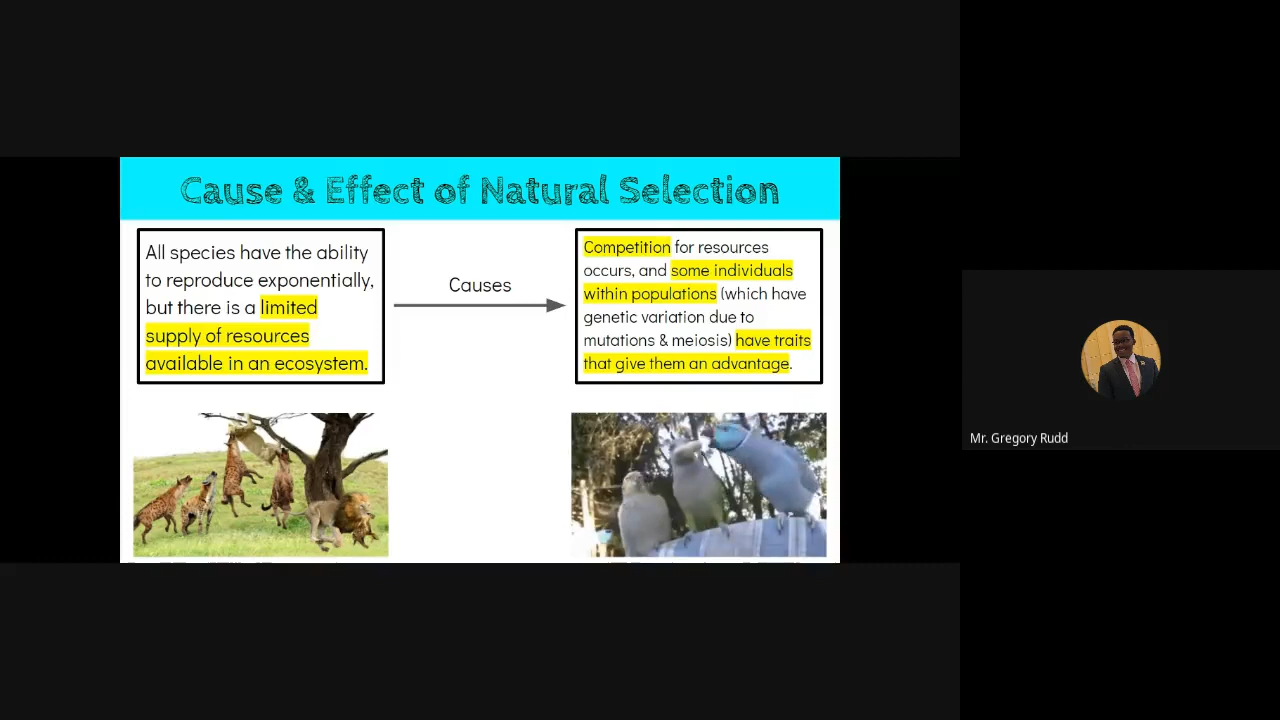 Cause & Effect of Natural Selection
All species have the ability
to reproduce exponentially,
but there is a limited
supply of resources
available in an ecosystem.
Causes
Competition for resources
occurs, and some individuals
within populations (which have
genetic variation due to
mutations & meiosis) have traits
that give them an advantage.
Mr. Gregory Rudd